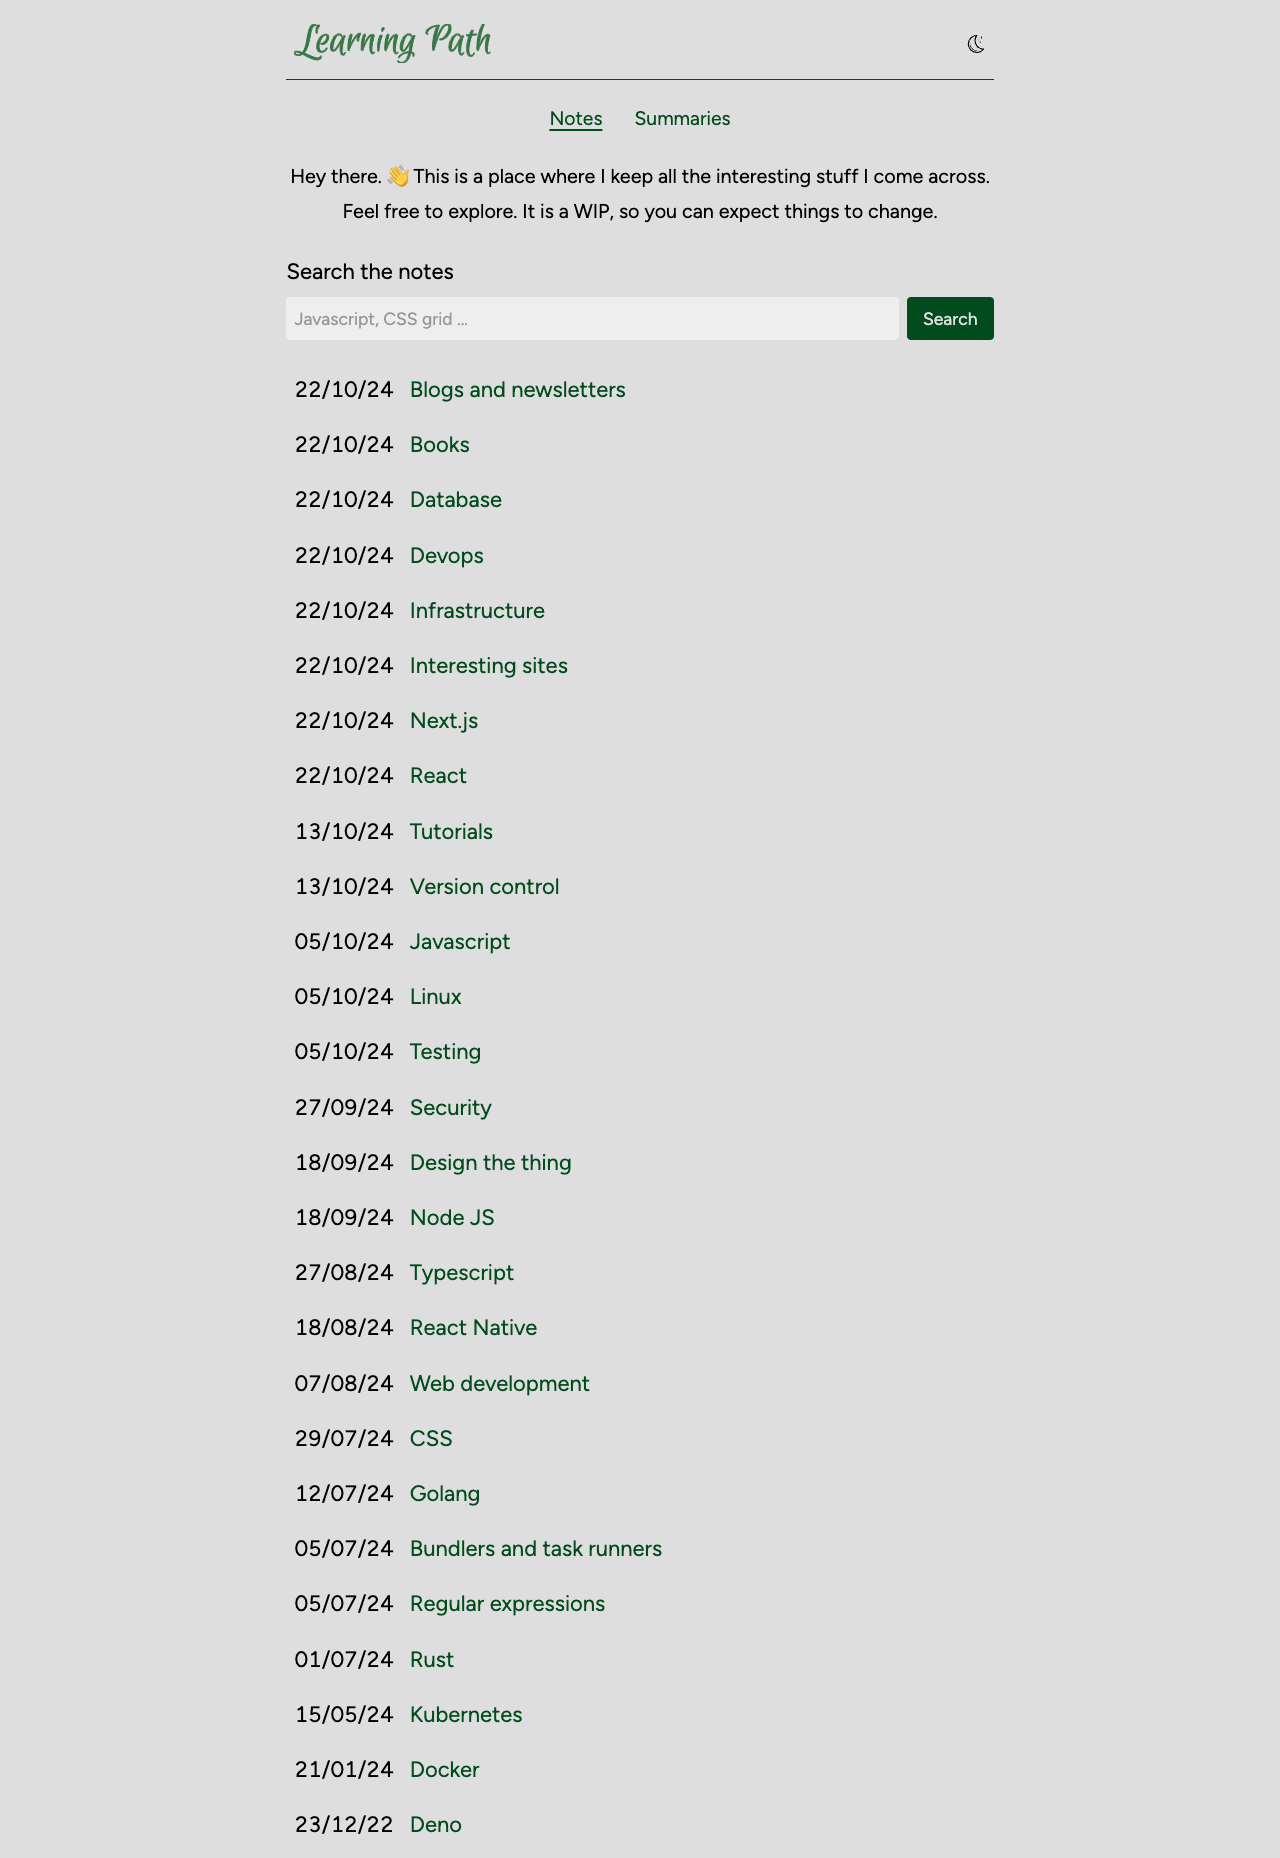 Learning Path
Notes Summaries
Hey there. 👋 This is a place where I keep all the interesting stuff I come across.
Feel free to explore. It is a WIP, so you can expect things to change.
Search the notes
Javascript, CSS grid ... Search
22/10/24 Blogs and newsletters
22/10/24 Books
22/10/24 Database
22/10/24 Devops
22/10/24 Infrastructure
22/10/24 Interesting sites
22/10/24 Next.js
22/10/24 React
13/10/24 Tutorials
13/10/24 Version control
05/10/24 Javascript
05/10/24 Linux
05/10/24 Testing
27/09/24 Security
18/09/24 Design the thing
18/09/24 Node JS
27/08/24 Typescript
18/08/24 React Native
07/08/24 Web development
29/07/24 CSS
12/07/24 Golang
05/07/24 Bundlers and task runners
05/07/24 Regular expressions
01/07/24 Rust
15/05/24 Kubernetes
21/01/24 Docker
23/12/22 Deno